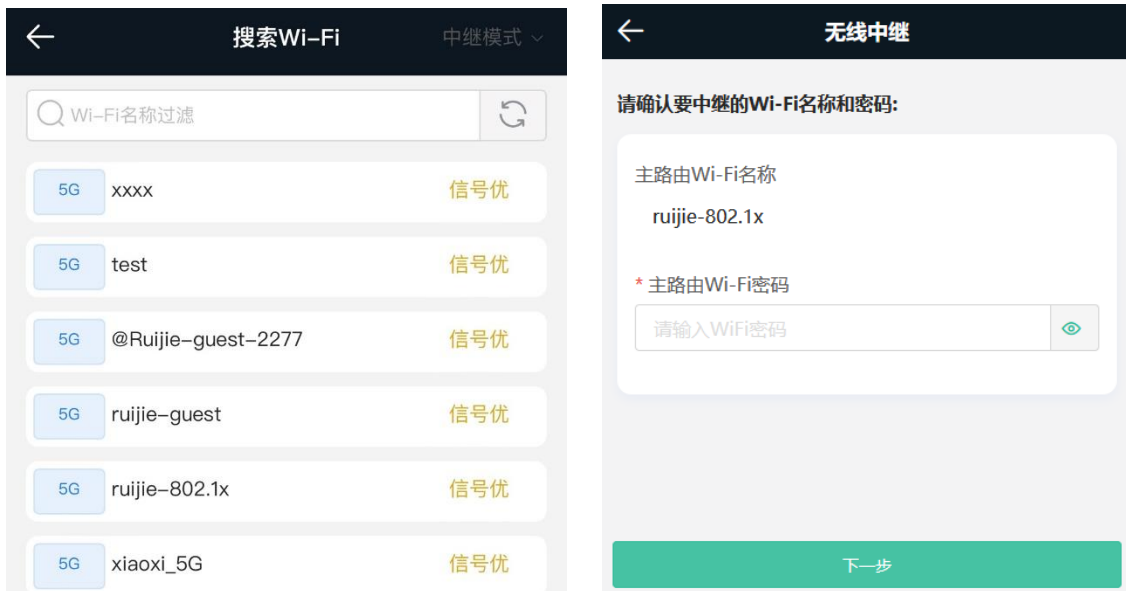 搜索Wi-Fi
中继模式
Wi-Fi名称过滤
5G xxxx 信号优
5G test 信号优
5G @Ruijie-guest-2277 信号优
5G ruijie-guest 信号优
5G ruijie-802.1x 信号优
5G xiaoxi_5G 信号优
无线中继
请确认要中继的Wi-Fi名称和密码:
主路由Wi-Fi名称
ruijie-802.1x
* 主路由Wi-Fi密码
请输入WiFi密码
下一步